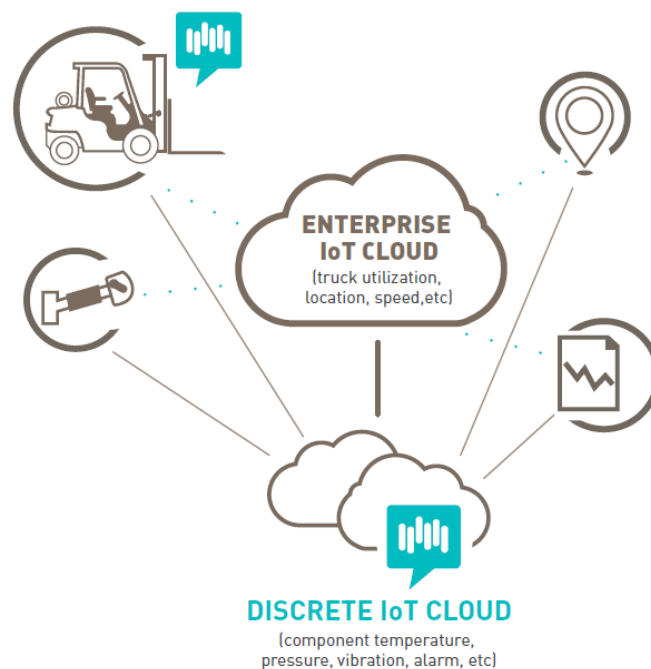 ENTERPRISE
IoT CLOUD
(truck utilization,
location, speed,etc)
DISCRETE IoT CLOUD
(component temperature,
pressure, vibration, alarm, etc)